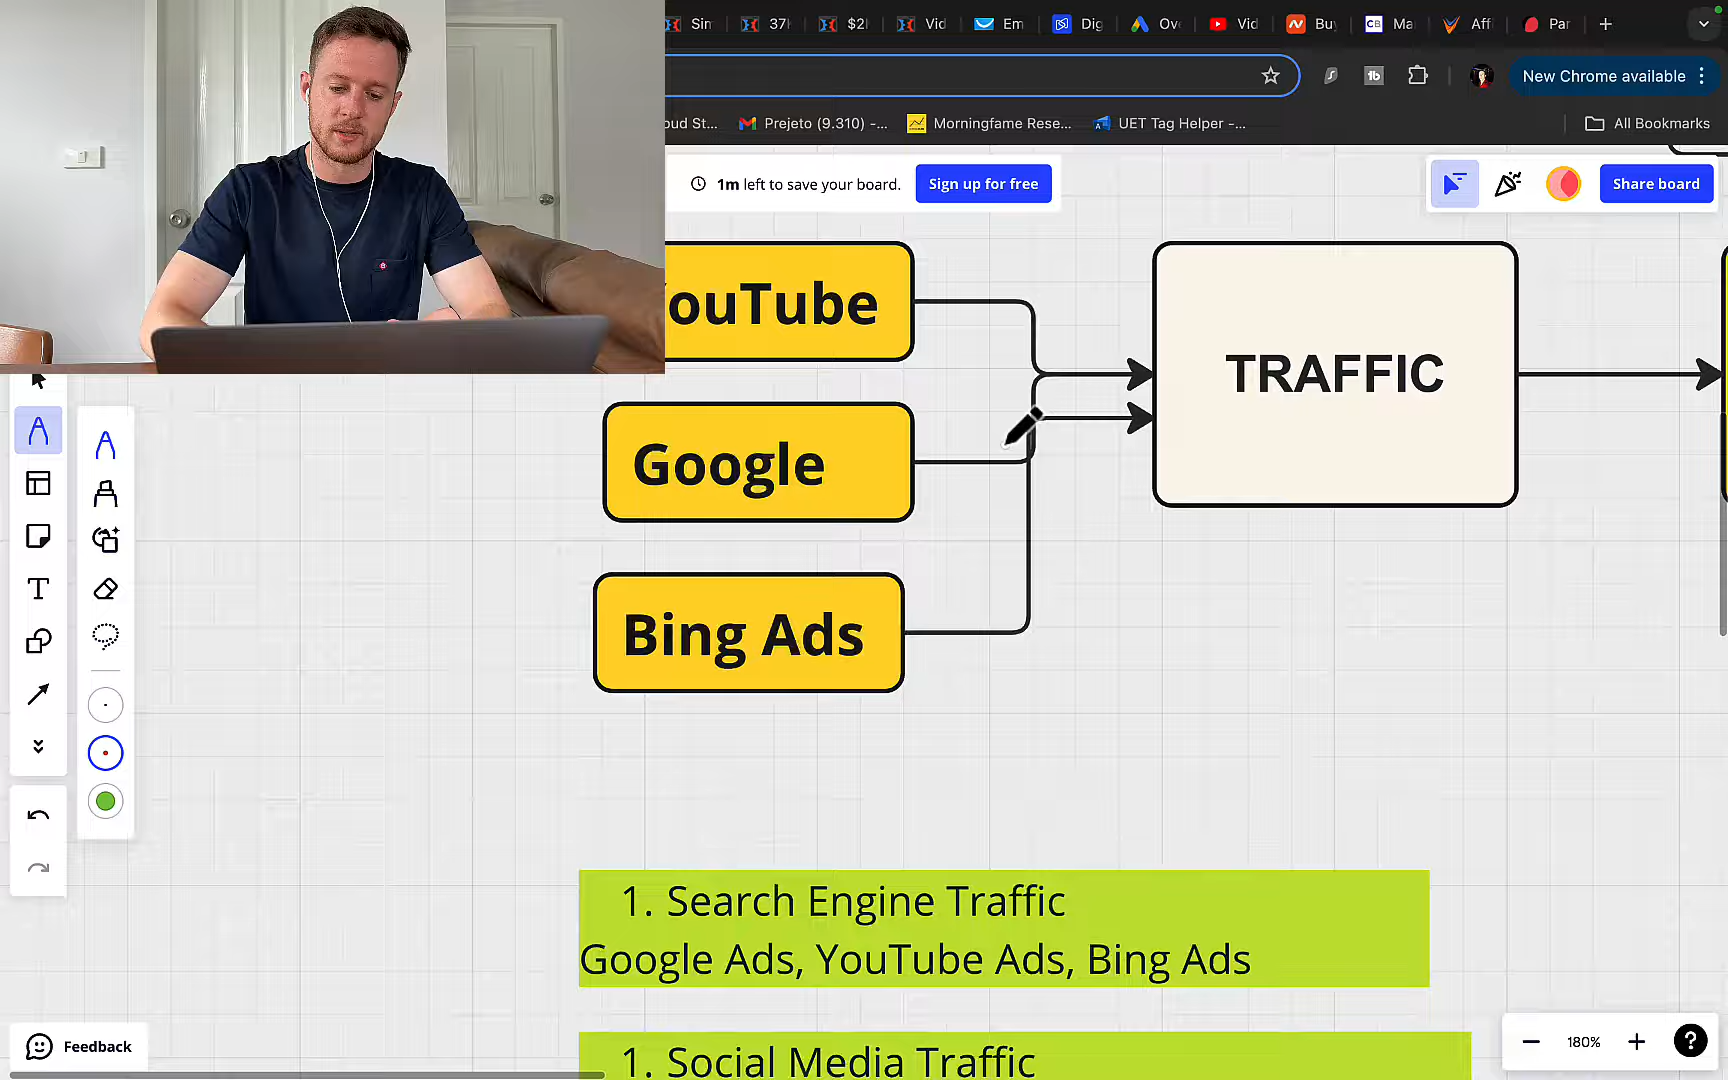 Sin
37
$2
Vid
Em
Dig
Ov
Vid
Buy
CB
Ma
Aff
Par
New Chrome available
oud St...
Prejeto (9.310) -...
Morningfame Rese...
UET Tag Helper -...
All Bookmarks
1m left to save your board.
Sign up for free
Share board
ouTube
TRAFFIC
Google
Bing Ads
1. Search Engine Traffic
Google Ads, YouTube Ads, Bing Ads
1. Social Media Traffic
Feedback
180%